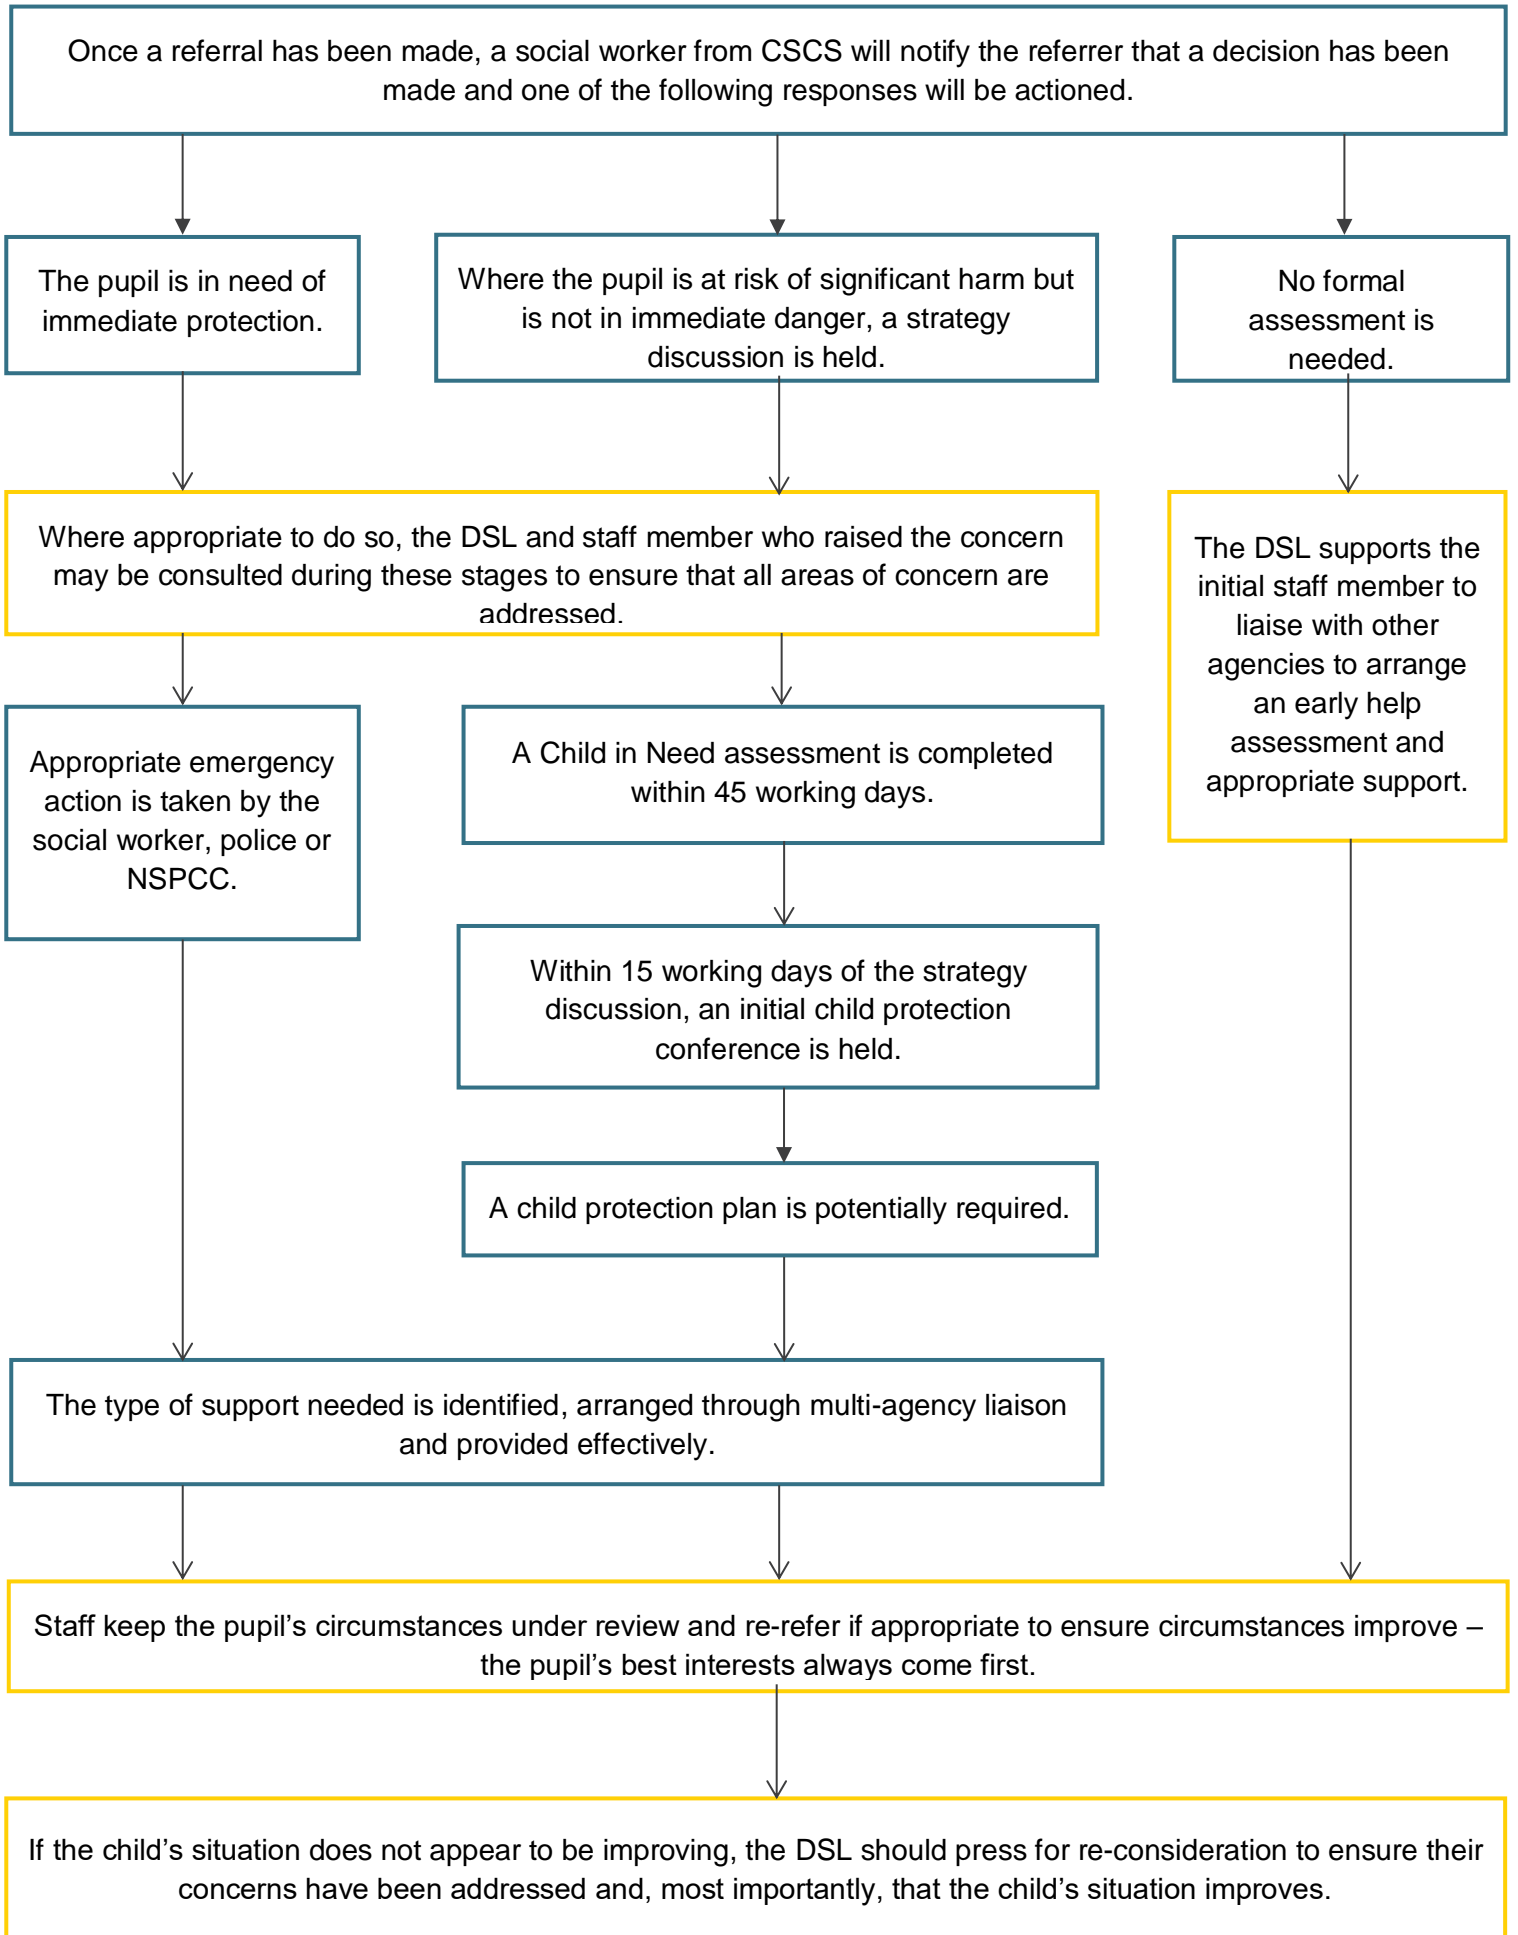 Once a referral has been made, a social worker from CSCS will notify the referrer that a decision has been
made and one of the following responses will be actioned.
The pupil is in need of
immediate protection.
Where the pupil is at risk of significant harm but
is not in immediate danger, a strategy
discussion is held.
No formal
assessment is
needed.
Where appropriate to do so, the DSL and staff member who raised the concern
may be consulted during these stages to ensure that all areas of concern are
addressed.
The DSL supports the
initial staff member to
liaise with other
agencies to arrange
an early help
assessment and
appropriate support.
Appropriate emergency
action is taken by the
social worker, police or
NSPCC.
A Child in Need assessment is completed
within 45 working days.
Within 15 working days of the strategy
discussion, an initial child protection
conference is held.
A child protection plan is potentially required.
The type of support needed is identified, arranged through multi-agency liaison
and provided effectively.
Staff keep the pupil’s circumstances under review and re-refer if appropriate to ensure circumstances improve –
the pupil’s best interests always come first.
If the child’s situation does not appear to be improving, the DSL should press for re-consideration to ensure their
concerns have been addressed and, most importantly, that the child’s situation improves.